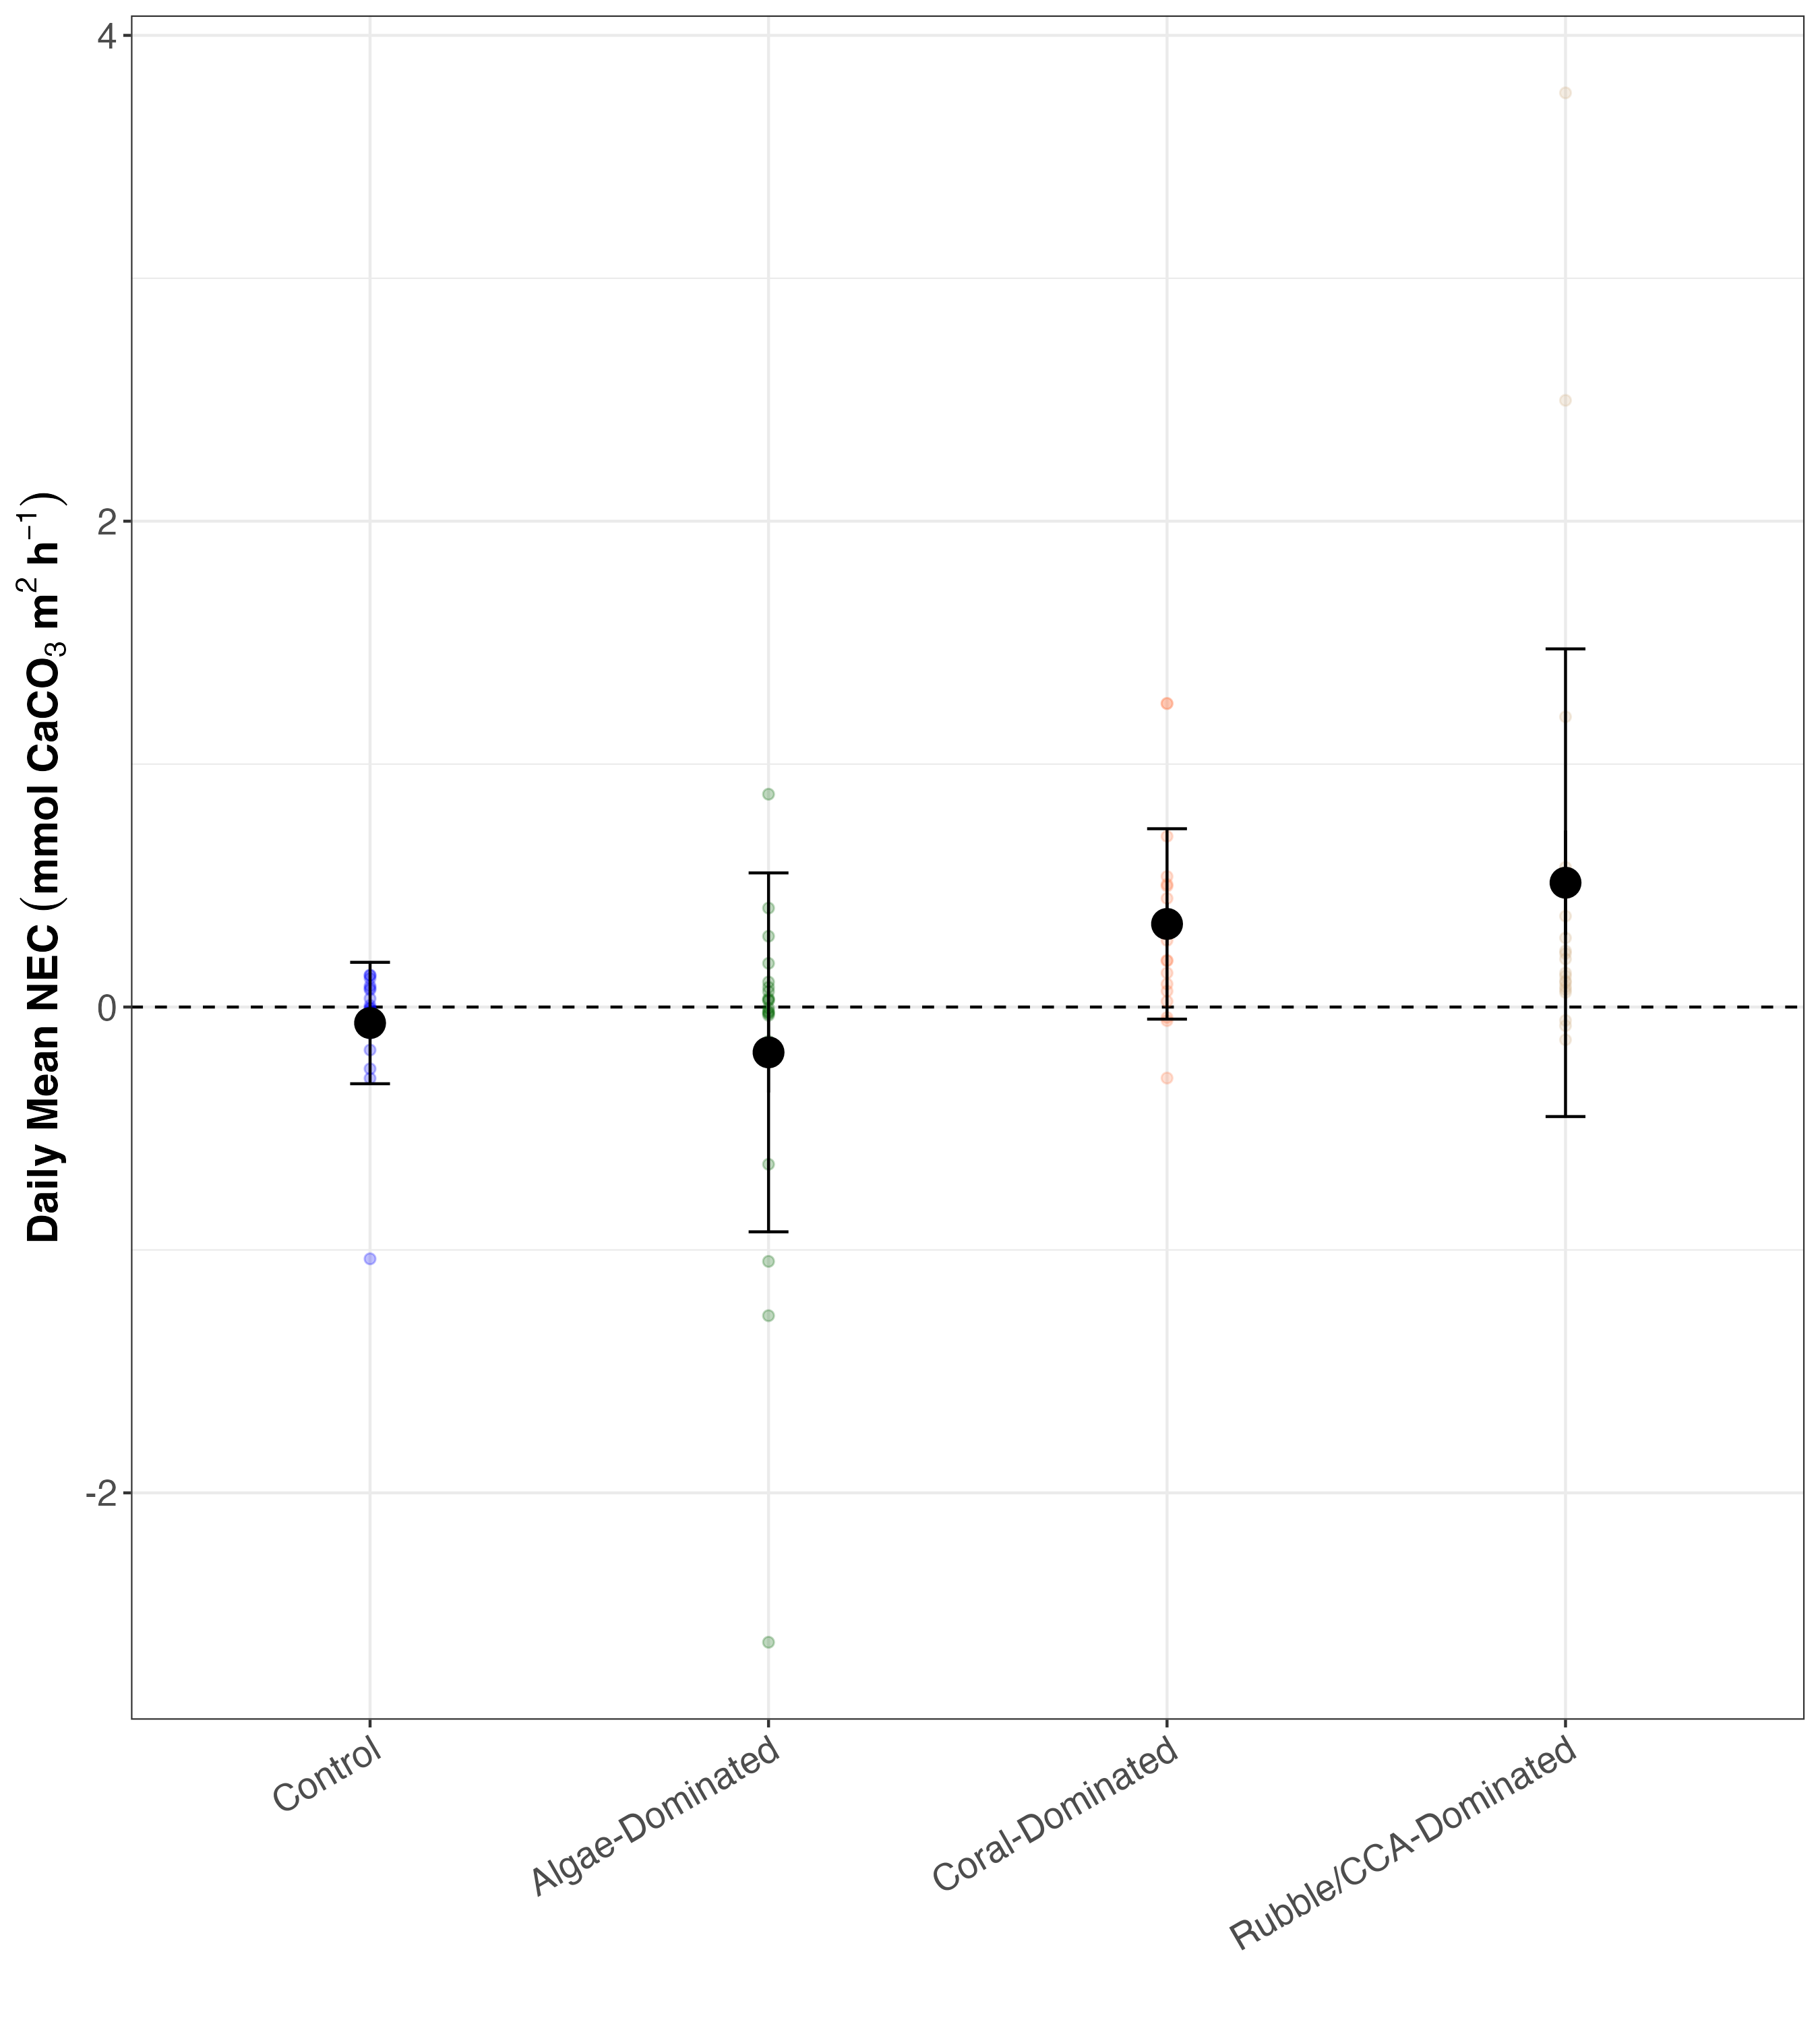 Daily Mean NEC (mmol CaCO₃ m² h⁻¹)
4
2
0
-2
Control
Algae-Dominated
Coral-Dominated
Rubble/CCA-Dominated